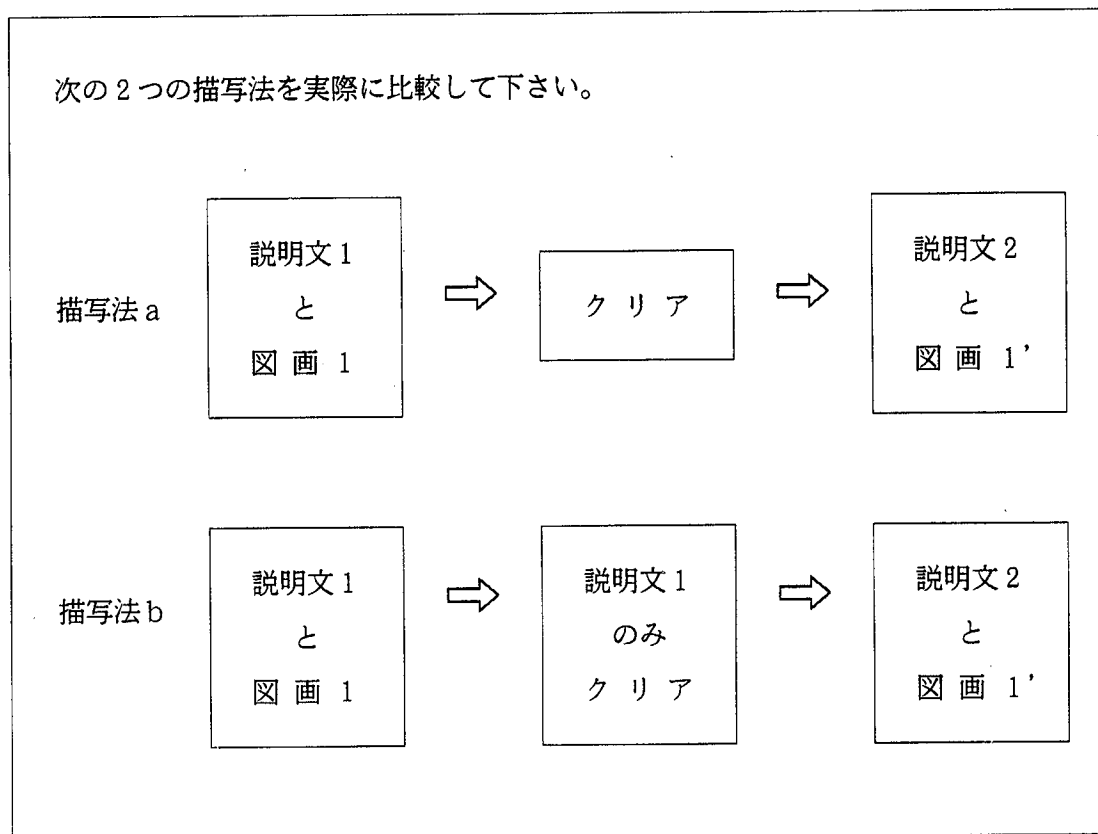 次の2つの描写法を実際に比較して下さい。
描写法a
説明文1
と
図画 1
クリア
説明文2
と
図画 1'
描写法b
説明文1
と
図画 1
説明文1
のみ
クリア
説明文2
と
図画 1'